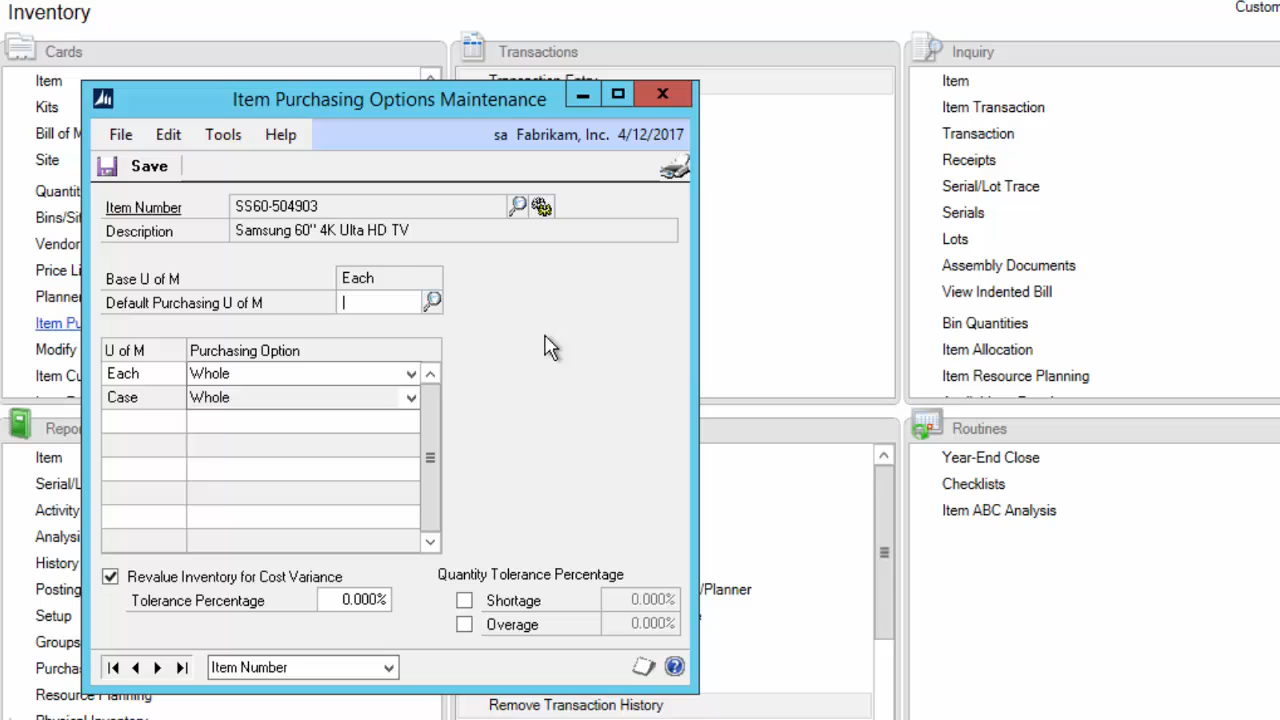 Inventory
Custom
Cards
Transactions
Inquiry
Item
Kits
Bill of M
Site
Quantit
Bins/Sit
Vendor
Price Li
Planne
Item Pu
Modify
Item Cu
Item
Item Transaction
Transaction
Receipts
Serial/Lot Trace
Serials
Lots
Assembly Documents
View Indented Bill
Bin Quantities
Item Allocation
Item Resource Planning
Item Purchasing Options Maintenance
File Edit Tools Help
sa Fabrikam, Inc. 4/12/2017
Save
Item Number SS60-504903
Description Samsung 60" 4K Ulta HD TV
Base U of M Each
Default Purchasing U of M
U of M Purchasing Option
Each Whole
Case Whole
Revalue Inventory for Cost Variance
Tolerance Percentage 0.000%
Quantity Tolerance Percentage
Shortage 0.000%
Overage 0.000%
Item Number
Repor
Item
Serial/L
Activity
Analysi
History
Posting
Setup
Groups
Purcha
Resource Planning
/Planner
Remove Transaction History
Routines
Year-End Close
Checklists
Item ABC Analysis